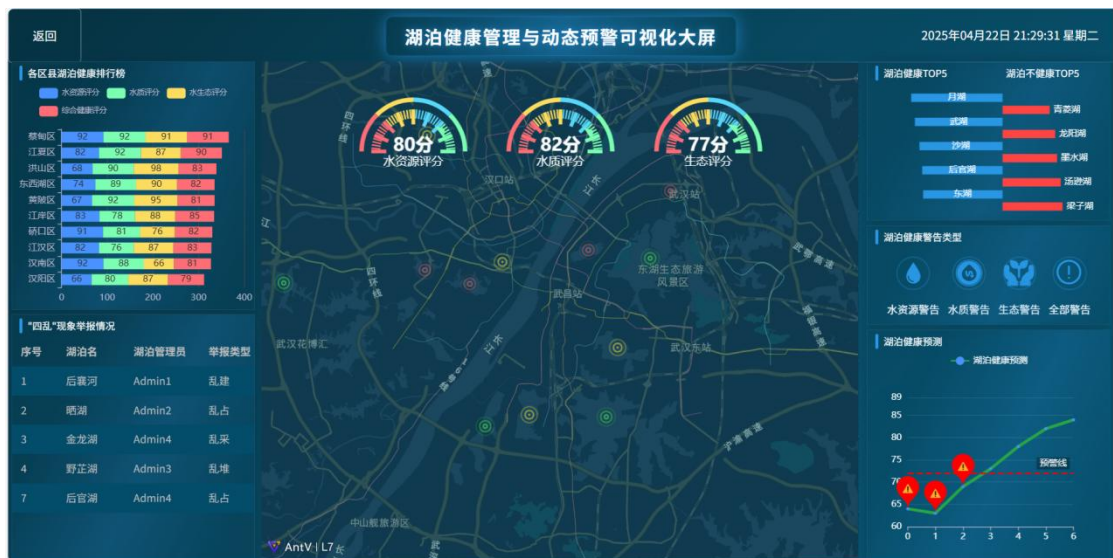 返回
湖泊健康管理与动态预警可视化大屏
2025年04月22日 21:29:31 星期二
各区县湖泊健康排行榜
水资源评分 水质评分 水生态评分
综合健康评分
蔡甸区 92 92 91 91
江夏区 82 92 87 90
洪山区 68 90 98 83
东西湖区 74 89 90 82
黄陂区 67 92 95 81
江岸区 83 78 88 85
硚口区 91 81 76 82
江汉区 82 76 87 83
汉南区 92 88 66 81
汉阳区 66 80 87 79
0 100 200 300 400
"四乱"现象举报情况
序号 湖泊名 湖泊管理员 举报类型
1 后襄河 Admin1 乱建
2 晒湖 Admin2 乱占
3 金龙湖 Admin4 乱采
4 野芷湖 Admin3 乱堆
7 后官湖 Admin4 乱占
80分
水资源评分
82分
水质评分
77分
生态评分
四环线
汉口站
江水
武汉站
武鄂高速
四环线
东湖生态旅游
风景区
武昌站
武汉花博汇
江水
武汉东站
沪渝高速
中山舰旅游区
AntV | L7
湖泊健康TOP5 湖泊不健康TOP5
月湖
青菱湖
武湖
龙阳湖
沙湖
墨水湖
后官湖
汤逊湖
东湖
梁子湖
湖泊健康警告类型
水资源警告 水质警告 生态警告 全部警告
湖泊健康预测
湖泊健康预测
89
85
80
75
预警线
70
65
60
0 1 2 3 4 5 6